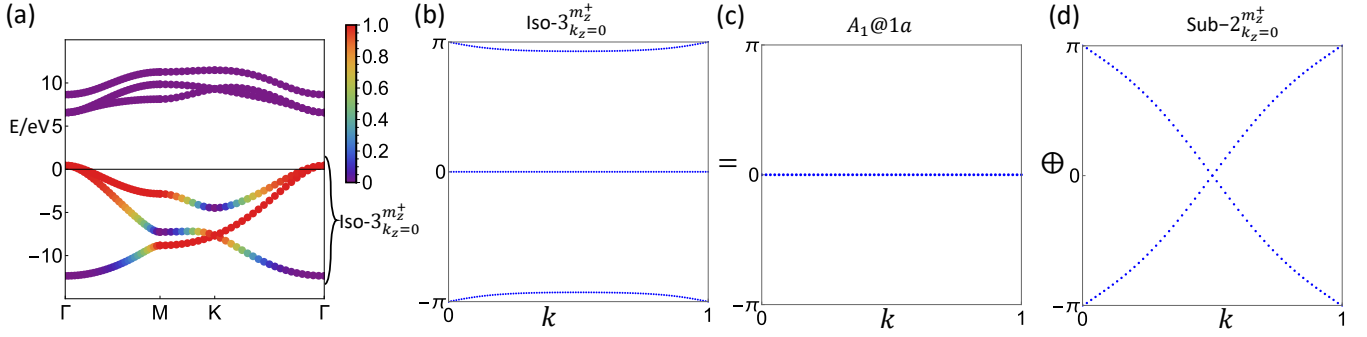 (a)
1.0
0.8
0.6
0.4
0.2
0
10
5
0
−5
−10
E/eV
Γ M K Γ
Iso-3$^{m_z^+}_{k_z=0}$
(b)
Iso-3$^{m_z^+}_{k_z=0}$
π
0
−π
0 k 1
=
(c)
$A_1@1a$
π
0
−π
0 k 1
⊕
(d)
Sub−2$^{m_z^+}_{k_z=0}$
π
0
−π
0 k 1